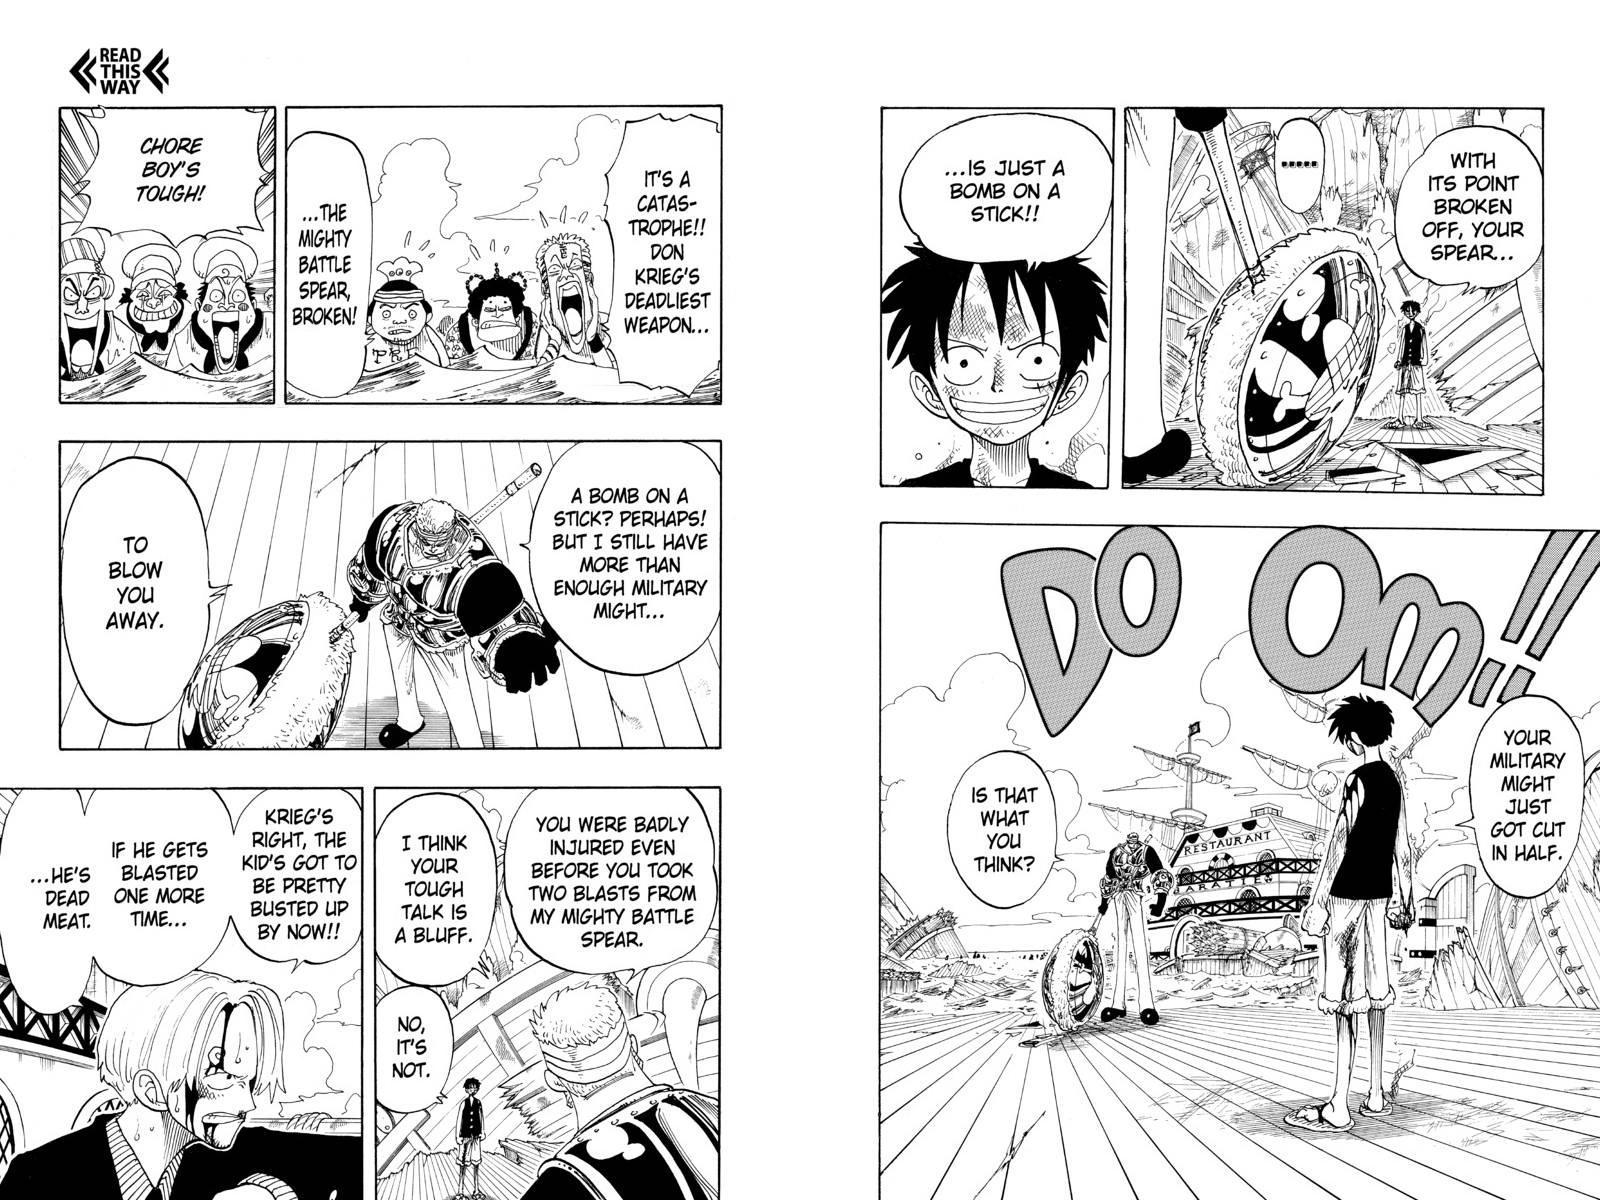 READ
THIS
WAY
WITH
ITS POINT
BROKEN
OFF, YOUR
SPEAR...
......
...IS JUST A
BOMB ON A
STICK!!
DOOM!!
YOUR
MILITARY
MIGHT
JUST
GOT CUT
IN HALF.
IS THAT
WHAT
YOU
THINK?
RESTAURANT
BARATIE
IT'S A
CATAS-
TROPHE!!
DON
KRIEG'S
DEADLIEST
WEAPON...
...THE
MIGHTY
BATTLE
SPEAR,
BROKEN!
CHORE
BOY'S
TOUGH!
A BOMB ON A
STICK? PERHAPS!
BUT I STILL HAVE
MORE THAN
ENOUGH MILITARY
MIGHT...
TO
BLOW
YOU
AWAY.
YOU WERE BADLY
INJURED EVEN
BEFORE YOU TOOK
TWO BLASTS FROM
MY MIGHTY BATTLE
SPEAR.
I THINK
YOUR
TOUGH
TALK IS
A BLUFF.
NO,
IT'S
NOT.
KRIEG'S
RIGHT, THE
KID'S GOT TO
BE PRETTY
BUSTED UP
BY NOW!!
IF HE GETS
BLASTED
ONE MORE
TIME...
...HE'S
DEAD
MEAT.